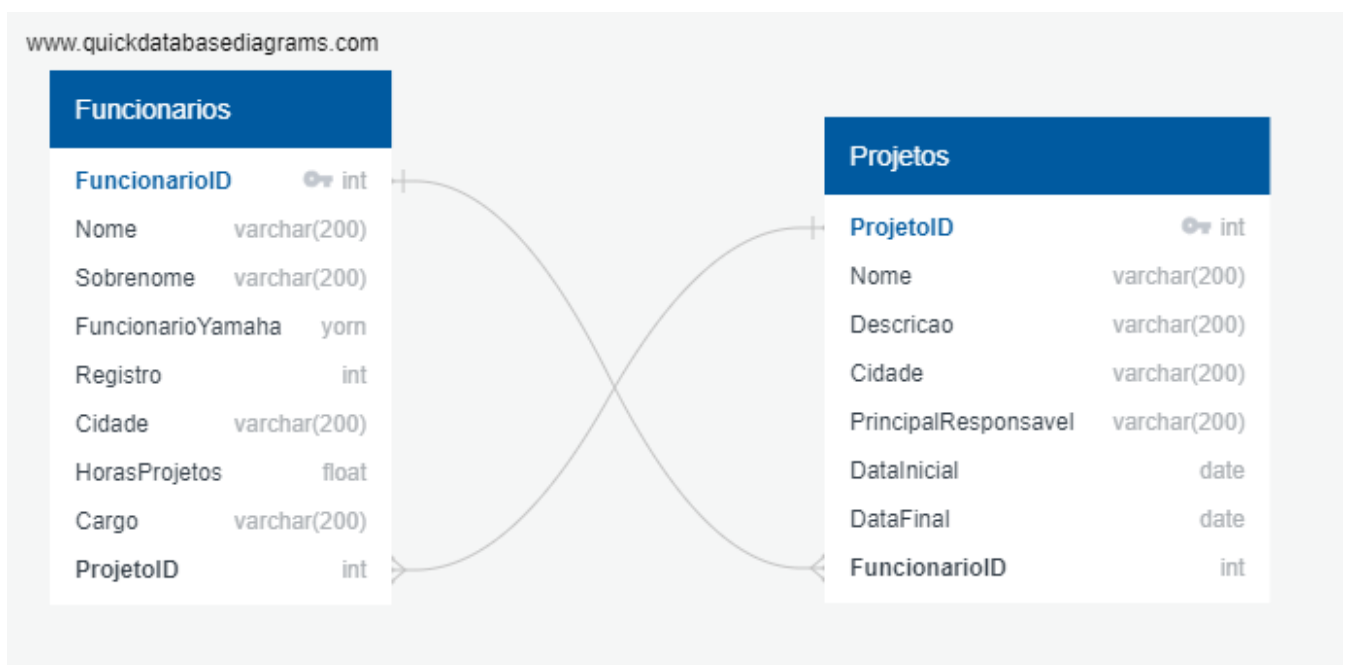 www.quickdatabasediagrams.com
Funcionarios
FuncionarioID int
Nome varchar(200)
Sobrenome varchar(200)
FuncionarioYamaha yorn
Registro int
Cidade varchar(200)
HorasProjetos float
Cargo varchar(200)
ProjetoID int
Projetos
ProjetoID int
Nome varchar(200)
Descricao varchar(200)
Cidade varchar(200)
PrincipalResponsavel varchar(200)
DataInicial date
DataFinal date
FuncionarioID int